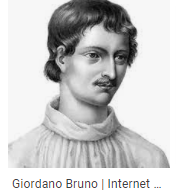 Giordano Bruno | Internet ...